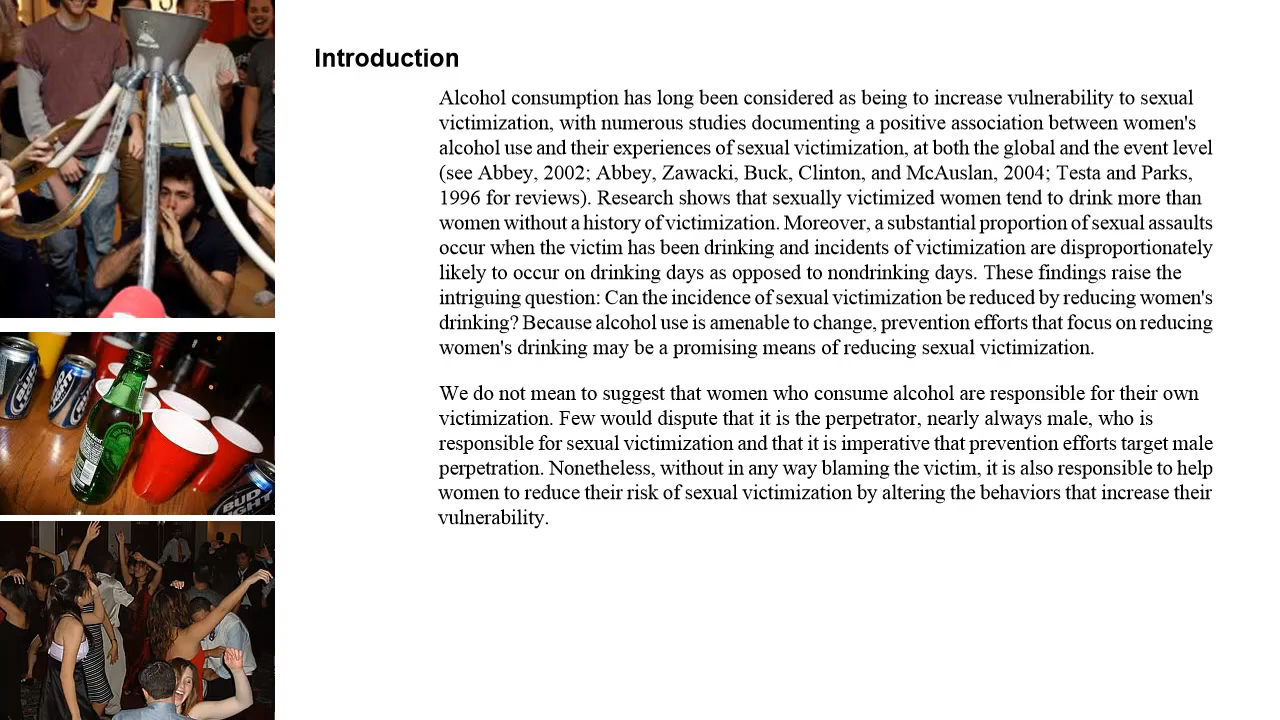 Introduction
Alcohol consumption has long been considered as being to increase vulnerability to sexual
victimization, with numerous studies documenting a positive association between women's
alcohol use and their experiences of sexual victimization, at both the global and the event level
(see Abbey, 2002; Abbey, Zawacki, Buck, Clinton, and McAuslan, 2004; Testa and Parks,
1996 for reviews). Research shows that sexually victimized women tend to drink more than
women without a history of victimization. Moreover, a substantial proportion of sexual assaults
occur when the victim has been drinking and incidents of victimization are disproportionately
likely to occur on drinking days as opposed to nondrinking days. These findings raise the
intriguing question: Can the incidence of sexual victimization be reduced by reducing women's
drinking? Because alcohol use is amenable to change, prevention efforts that focus on reducing
women's drinking may be a promising means of reducing sexual victimization.
We do not mean to suggest that women who consume alcohol are responsible for their own
victimization. Few would dispute that it is the perpetrator, nearly always male, who is
responsible for sexual victimization and that it is imperative that prevention efforts target male
perpetration. Nonetheless, without in any way blaming the victim, it is also responsible to help
women to reduce their risk of sexual victimization by altering the behaviors that increase their
vulnerability.
BUD
LIGHT
BUD